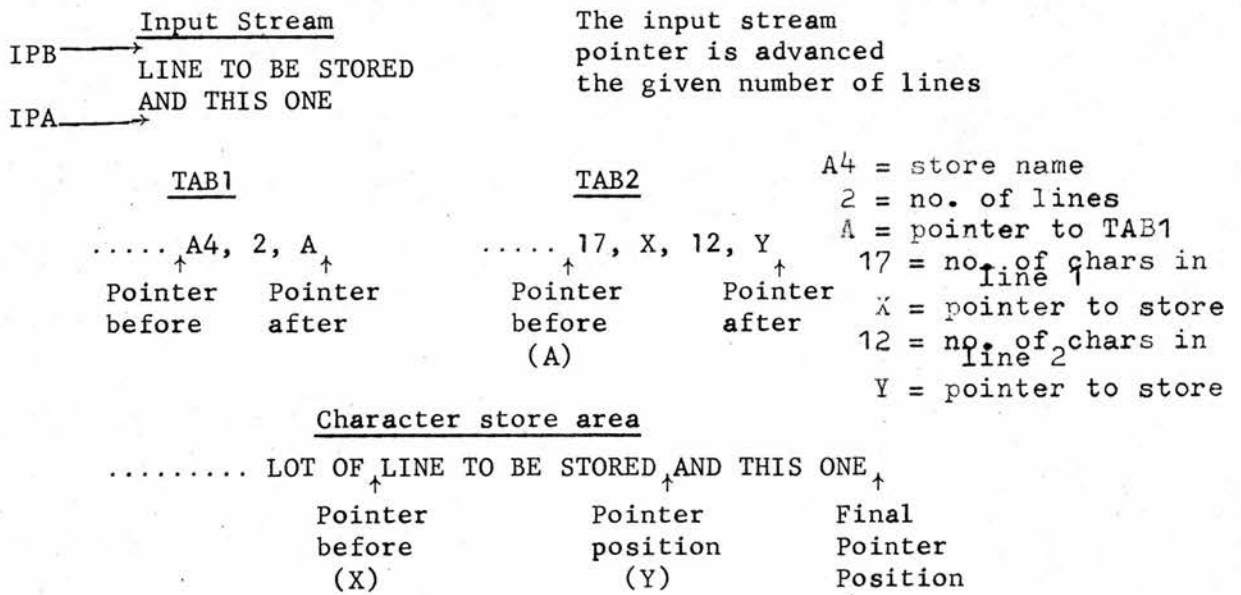 Input Stream
IPB
LINE TO BE STORED
AND THIS ONE
IPA
The input stream
pointer is advanced
the given number of lines
TAB1
..... A4, 2, A
Pointer before
Pointer after
TAB2
..... 17, X, 12, Y
Pointer before (A)
Pointer after
A4 = store name
2 = no. of lines
A = pointer to TAB1
17 = no. of chars in
line 1
X = pointer to store
12 = no. of chars in
line 2
Y = pointer to store
Character store area
......... LOT OF LINE TO BE STORED AND THIS ONE
Pointer before (X)
Pointer position (Y)
Final Pointer Position